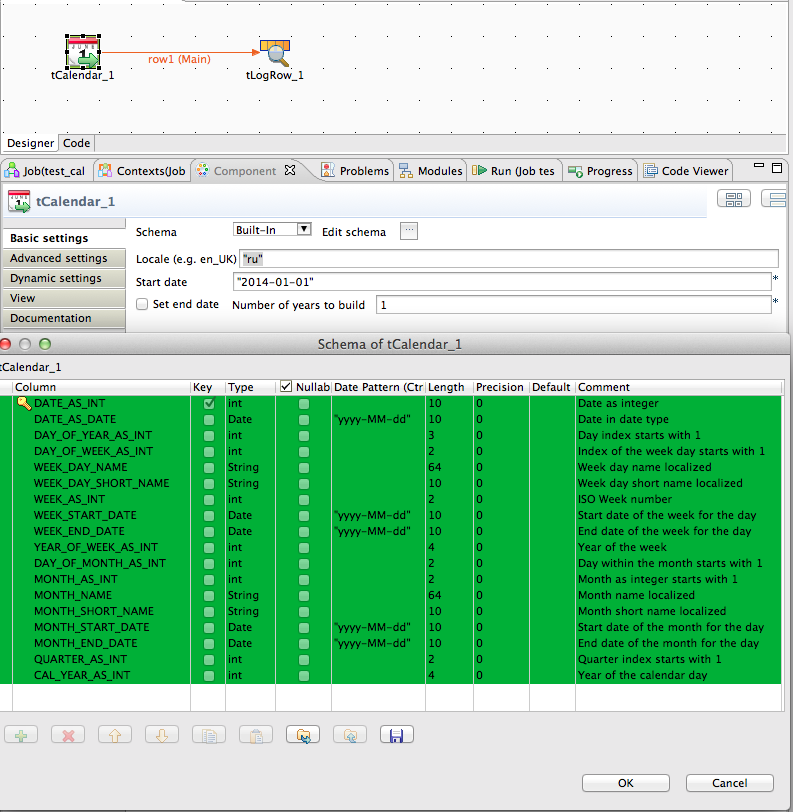 row1 (Main)
tCalendar_1 tLogRow_1
Designer Code
Job(test_cal Contexts(Job Component Problems Modules Run (Job tes Progress Code Viewer
tCalendar_1
Basic settings
Advanced settings
Dynamic settings
View
Documentation
Schema Built-In Edit schema ...
Locale (e.g. en_UK) "ru"
Start date "2014-01-01" *
Set end date Number of years to build 1 *
Schema of tCalendar_1
tCalendar_1
Column Key Type Nullab Date Pattern (Ctr Length Precision Default Comment
DATE_AS_INT int 10 0 Date as integer
DATE_AS_DATE Date "yyyy-MM-dd" 10 0 Date in date type
DAY_OF_YEAR_AS_INT int 3 0 Day index starts with 1
DAY_OF_WEEK_AS_INT int 2 0 Index of the week day starts with 1
WEEK_DAY_NAME String 64 0 Week day name localized
WEEK_DAY_SHORT_NAME String 10 0 Week day short name localized
WEEK_AS_INT int 2 0 ISO Week number
WEEK_START_DATE Date "yyyy-MM-dd" 10 0 Start date of the week for the day
WEEK_END_DATE Date "yyyy-MM-dd" 10 0 End date of the week for the day
YEAR_OF_WEEK_AS_INT int 4 0 Year of the week
DAY_OF_MONTH_AS_INT int 2 0 Day within the month starts with 1
MONTH_AS_INT int 2 0 Month as integer starts with 1
MONTH_NAME String 64 0 Month name localized
MONTH_SHORT_NAME String 10 0 Month short name localized
MONTH_START_DATE Date "yyyy-MM-dd" 10 0 Start date of the month for the day
MONTH_END_DATE Date "yyyy-MM-dd" 10 0 End date of the month for the day
QUARTER_AS_INT int 2 0 Quarter index starts with 1
CAL_YEAR_AS_INT int 4 0 Year of the calendar day
OK Cancel